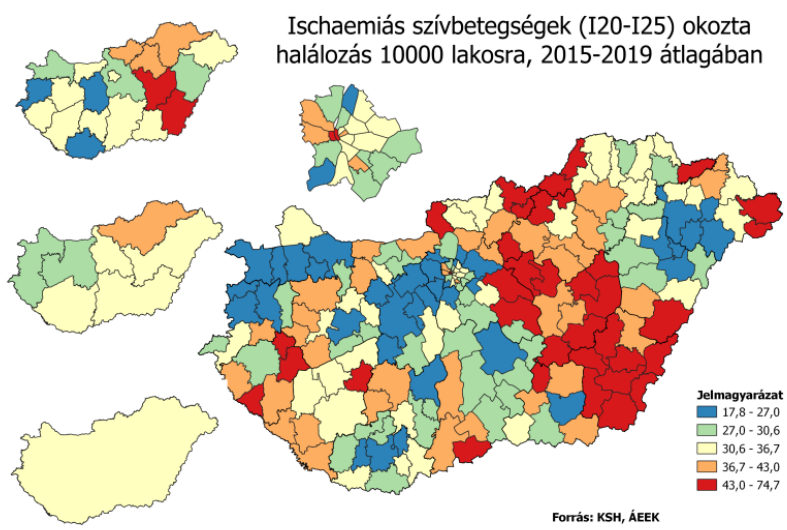 Ischaemiás szívbetegségek (I20-I25) okozta
halálozás 10000 lakosra, 2015-2019 átlagában
Jelmagyarázat
17,8 - 27,0
27,0 - 30,6
30,6 - 36,7
36,7 - 43,0
43,0 - 74,7
Forrás: KSH, ÁEEK